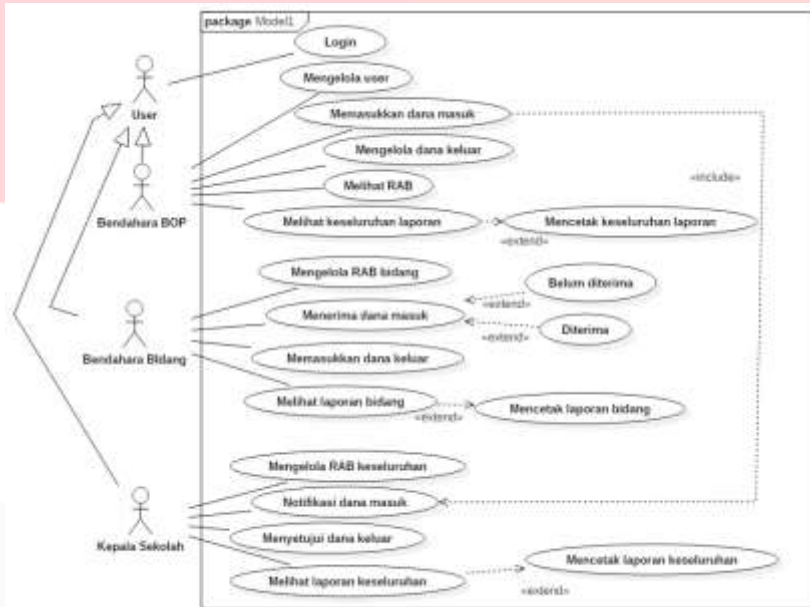 package Model1
Login
Mengelola user
User
Memasukkan dana masuk
Mengelola dana keluar
«include»
Melihat RAB
Bendahara BOP
Melihat keseluruhan laporan
Mencetak keseluruhan laporan
«extend»
Mengelola RAB bidang
Belum diterima
«extend»
Menerima dana masuk
Diterima
«extend»
Bendahara BIdang
Memasukkan dana keluar
Melihat laporan bidang
Mencetak laporan bidang
«extend»
Mengelola RAB keseluruhan
Notifikasi dana masuk
Kepala Sekolah
Menyetujui dana keluar
Mencetak laporan keseluruhan
Melihat laporan keseluruhan
«extend»